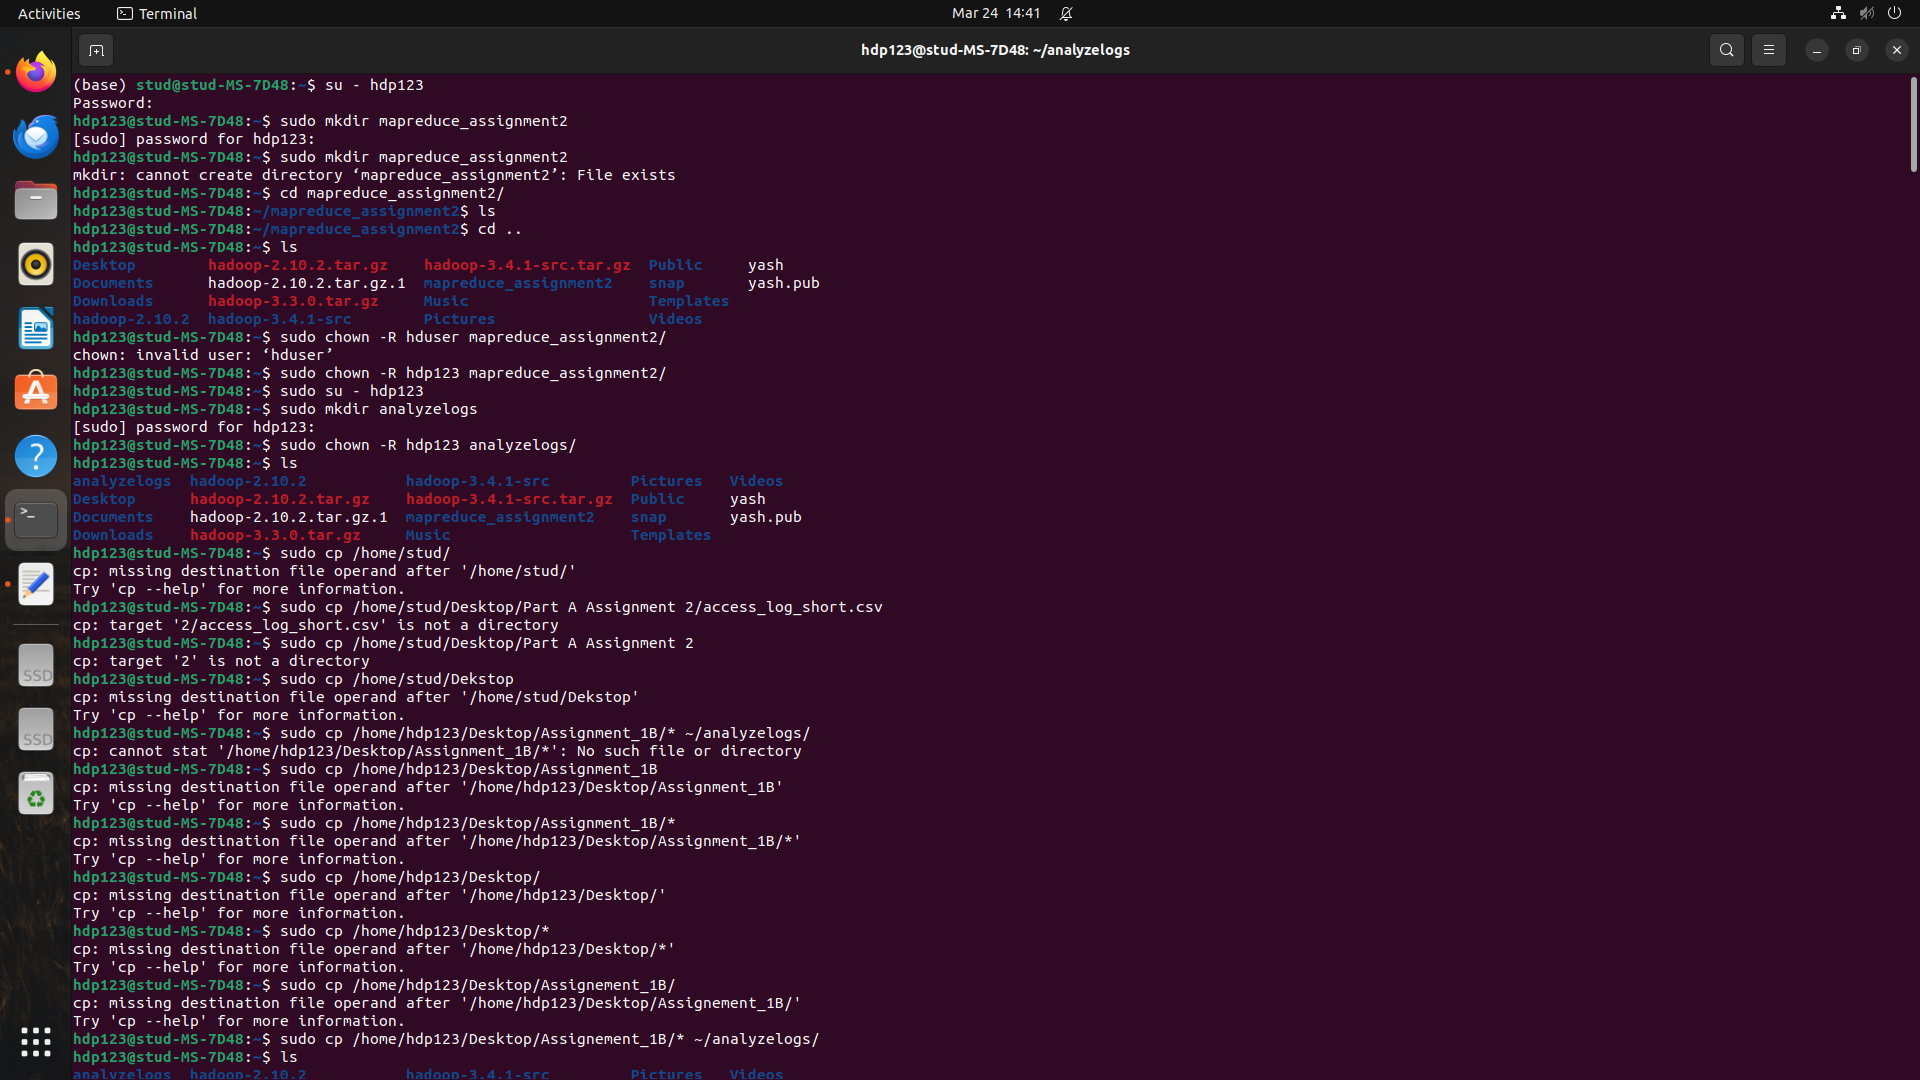 Activities Terminal Mar 24 14:41
hdp123@stud-MS-7D48: ~/analyzelogs
(base) stud@stud-MS-7D48:~$ su - hdp123
Password:
hdp123@stud-MS-7D48:~$ sudo mkdir mapreduce_assignment2
[sudo] password for hdp123:
hdp123@stud-MS-7D48:~$ sudo mkdir mapreduce_assignment2
mkdir: cannot create directory ‘mapreduce_assignment2’: File exists
hdp123@stud-MS-7D48:~$ cd mapreduce_assignment2/
hdp123@stud-MS-7D48:~/mapreduce_assignment2$ ls
hdp123@stud-MS-7D48:~/mapreduce_assignment2$ cd ..
hdp123@stud-MS-7D48:~$ ls
Desktop hadoop-2.10.2.tar.gz hadoop-3.4.1-src.tar.gz Public yash
Documents hadoop-2.10.2.tar.gz.1 mapreduce_assignment2 snap yash.pub
Downloads hadoop-3.3.0.tar.gz Music Templates
hadoop-2.10.2 hadoop-3.4.1-src Pictures Videos
hdp123@stud-MS-7D48:~$ sudo chown -R hduser mapreduce_assignment2/
chown: invalid user: ‘hduser’
hdp123@stud-MS-7D48:~$ sudo chown -R hdp123 mapreduce_assignment2/
hdp123@stud-MS-7D48:~$ sudo su - hdp123
hdp123@stud-MS-7D48:~$ sudo mkdir analyzelogs
[sudo] password for hdp123:
hdp123@stud-MS-7D48:~$ sudo chown -R hdp123 analyzelogs/
hdp123@stud-MS-7D48:~$ ls
analyzelogs hadoop-2.10.2 hadoop-3.4.1-src Pictures Videos
Desktop hadoop-2.10.2.tar.gz hadoop-3.4.1-src.tar.gz Public yash
Documents hadoop-2.10.2.tar.gz.1 mapreduce_assignment2 snap yash.pub
Downloads hadoop-3.3.0.tar.gz Music Templates
hdp123@stud-MS-7D48:~$ sudo cp /home/stud/
cp: missing destination file operand after '/home/stud/'
Try 'cp --help' for more information.
hdp123@stud-MS-7D48:~$ sudo cp /home/stud/Desktop/Part A Assignment 2/access_log_short.csv
cp: target '2/access_log_short.csv' is not a directory
hdp123@stud-MS-7D48:~$ sudo cp /home/stud/Desktop/Part A Assignment 2
cp: target '2' is not a directory
hdp123@stud-MS-7D48:~$ sudo cp /home/stud/Dekstop
cp: missing destination file operand after '/home/stud/Dekstop'
Try 'cp --help' for more information.
hdp123@stud-MS-7D48:~$ sudo cp /home/hdp123/Desktop/Assignment_1B/* ~/analyzelogs/
cp: cannot stat '/home/hdp123/Desktop/Assignment_1B/*': No such file or directory
hdp123@stud-MS-7D48:~$ sudo cp /home/hdp123/Desktop/Assignment_1B
cp: missing destination file operand after '/home/hdp123/Desktop/Assignment_1B'
Try 'cp --help' for more information.
hdp123@stud-MS-7D48:~$ sudo cp /home/hdp123/Desktop/Assignment_1B/*
cp: missing destination file operand after '/home/hdp123/Desktop/Assignment_1B/*'
Try 'cp --help' for more information.
hdp123@stud-MS-7D48:~$ sudo cp /home/hdp123/Desktop/
cp: missing destination file operand after '/home/hdp123/Desktop/'
Try 'cp --help' for more information.
hdp123@stud-MS-7D48:~$ sudo cp /home/hdp123/Desktop/*
cp: missing destination file operand after '/home/hdp123/Desktop/*'
Try 'cp --help' for more information.
hdp123@stud-MS-7D48:~$ sudo cp /home/hdp123/Desktop/Assignement_1B/
cp: missing destination file operand after '/home/hdp123/Desktop/Assignement_1B/'
Try 'cp --help' for more information.
hdp123@stud-MS-7D48:~$ sudo cp /home/hdp123/Desktop/Assignement_1B/* ~/analyzelogs/
hdp123@stud-MS-7D48:~$ ls
analyzelogs hadoop-2.10.2 hadoop-3.4.1-src Pictures Videos
SSD
SSD